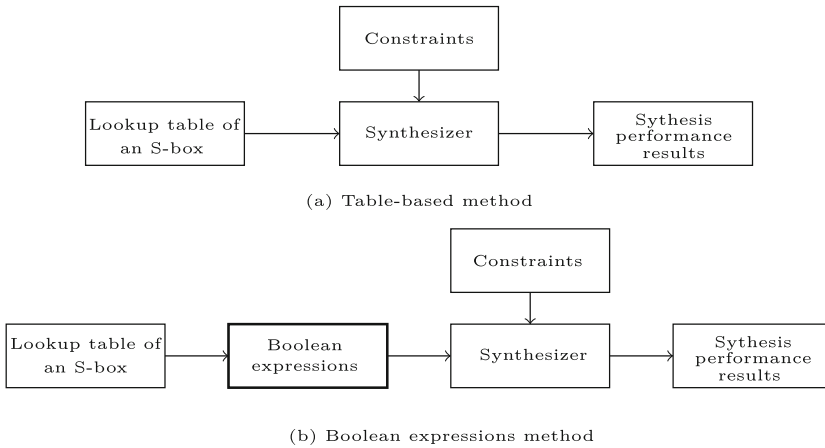 Constraints
Lookup table of
an S-box
Synthesizer
Sythesis
performance
results
(a) Table-based method
Constraints
Lookup table of
an S-box
Boolean
expressions
Synthesizer
Sythesis
performance
results
(b) Boolean expressions method